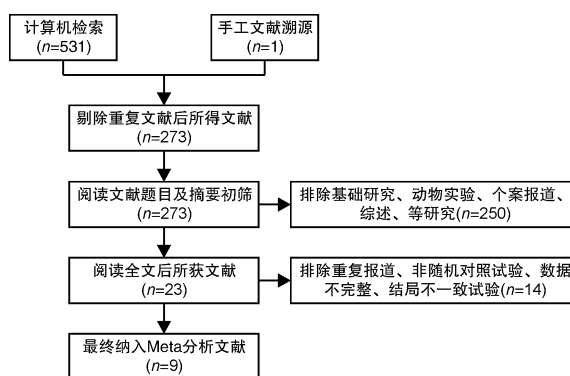 计算机检索
(n=531)
手工文献溯源
(n=1)
剔除重复文献后所得文献
(n=273)
阅读文献题目及摘要初筛
(n=273)
排除基础研究、动物实验、个案报道、
综述、等研究(n=250)
阅读全文后所获文献
(n=23)
排除重复报道、非随机对照试验、数据
不完整、结局不一致试验(n=14)
最终纳入Meta分析文献
(n=9)